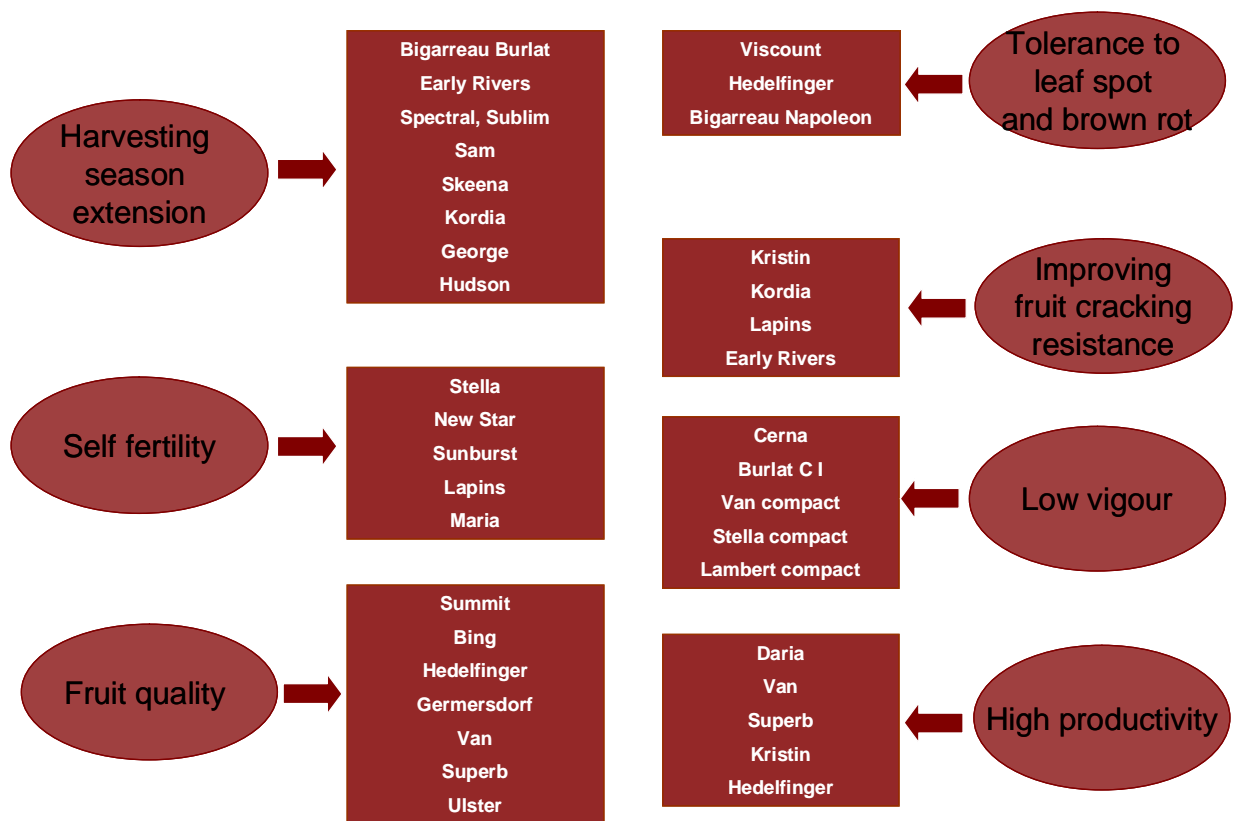 Harvesting
season
extension
Bigarreau Burlat
Early Rivers
Spectral, Sublim
Sam
Skeena
Kordia
George
Hudson
Self fertility
Stella
New Star
Sunburst
Lapins
Maria
Fruit quality
Summit
Bing
Hedelfinger
Germersdorf
Van
Superb
Ulster
Viscount
Hedelfinger
Bigarreau Napoleon
Tolerance to
leaf spot
and brown rot
Kristin
Kordia
Lapins
Early Rivers
Improving
fruit cracking
resistance
Cerna
Burlat C I
Van compact
Stella compact
Lambert compact
Low vigour
Daria
Van
Superb
Kristin
Hedelfinger
High productivity